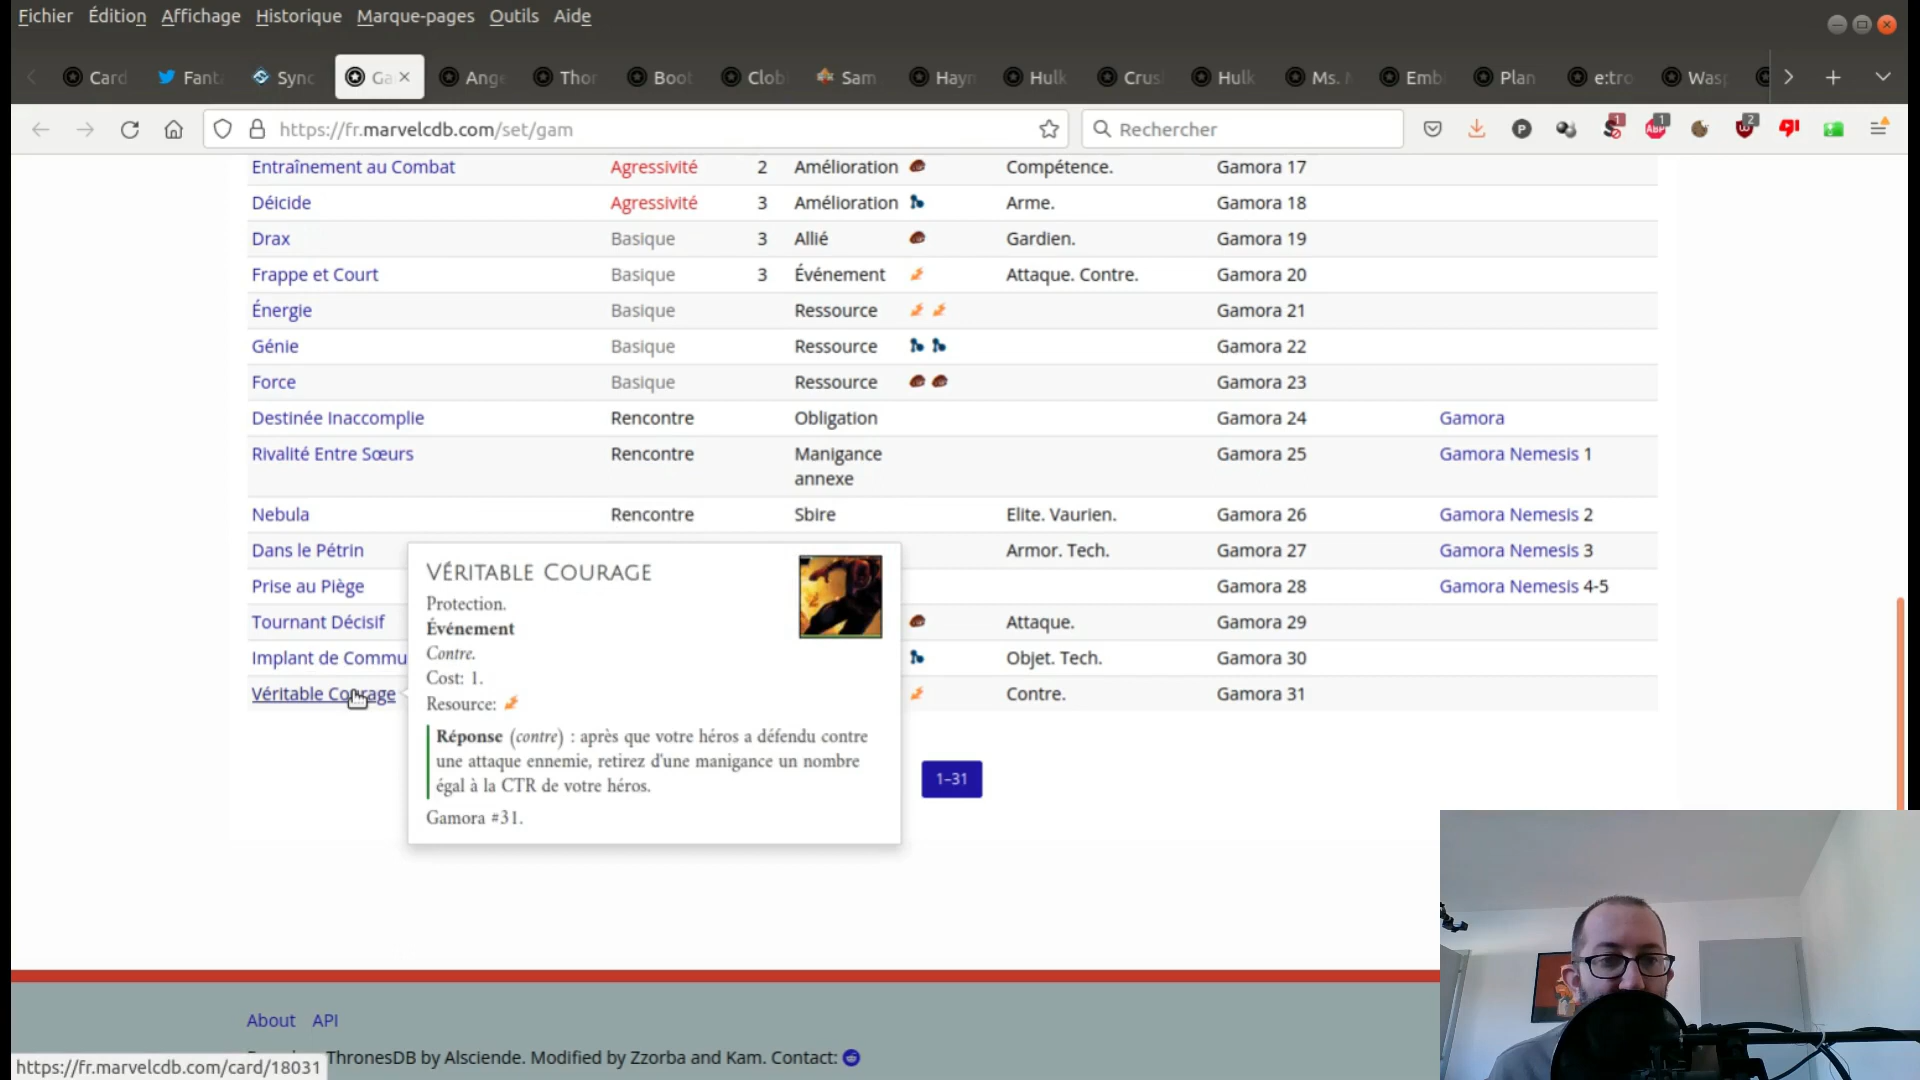 Fichier Édition Affichage Historique Marque-pages Outils Aide
Card Fant Sync Ga Ange Thor Boot Clob Sam Hayn Hulk Crus Hulk Ms. Emb Plan e:tro Wasp
https://fr.marvelcdb.com/set/gam Rechercher 1 1 2
Entraînement au Combat Agressivité 2 Amélioration Compétence. Gamora 17
Déicide Agressivité 3 Amélioration Arme. Gamora 18
Drax Basique 3 Allié Gardien. Gamora 19
Frappe et Court Basique 3 Événement Attaque. Contre. Gamora 20
Énergie Basique Ressource Gamora 21
Génie Basique Ressource Gamora 22
Force Basique Ressource Gamora 23
Destinée Inaccomplie Rencontre Obligation Gamora 24 Gamora
Rivalité Entre Sœurs Rencontre Manigance annexe Gamora 25 Gamora Nemesis 1
Nebula Rencontre Sbire Elite. Vaurien. Gamora 26 Gamora Nemesis 2
Dans le Pétrin Armor. Tech. Gamora 27 Gamora Nemesis 3
Prise au Piège Gamora 28 Gamora Nemesis 4-5
Tournant Décisif Attaque. Gamora 29
Implant de Commu Objet. Tech. Gamora 30
Véritable Courage Contre. Gamora 31
VÉRITABLE COURAGE
Protection.
Événement
Contre.
Cost: 1.
Resource:
Réponse (contre) : après que votre héros a défendu contre
une attaque ennemie, retirez d'une manigance un nombre
égal à la CTR de votre héros.
Gamora #31.
1–31
About API
ThronesDB by Alsciende. Modified by Zzorba and Kam. Contact:
https://fr.marvelcdb.com/card/18031